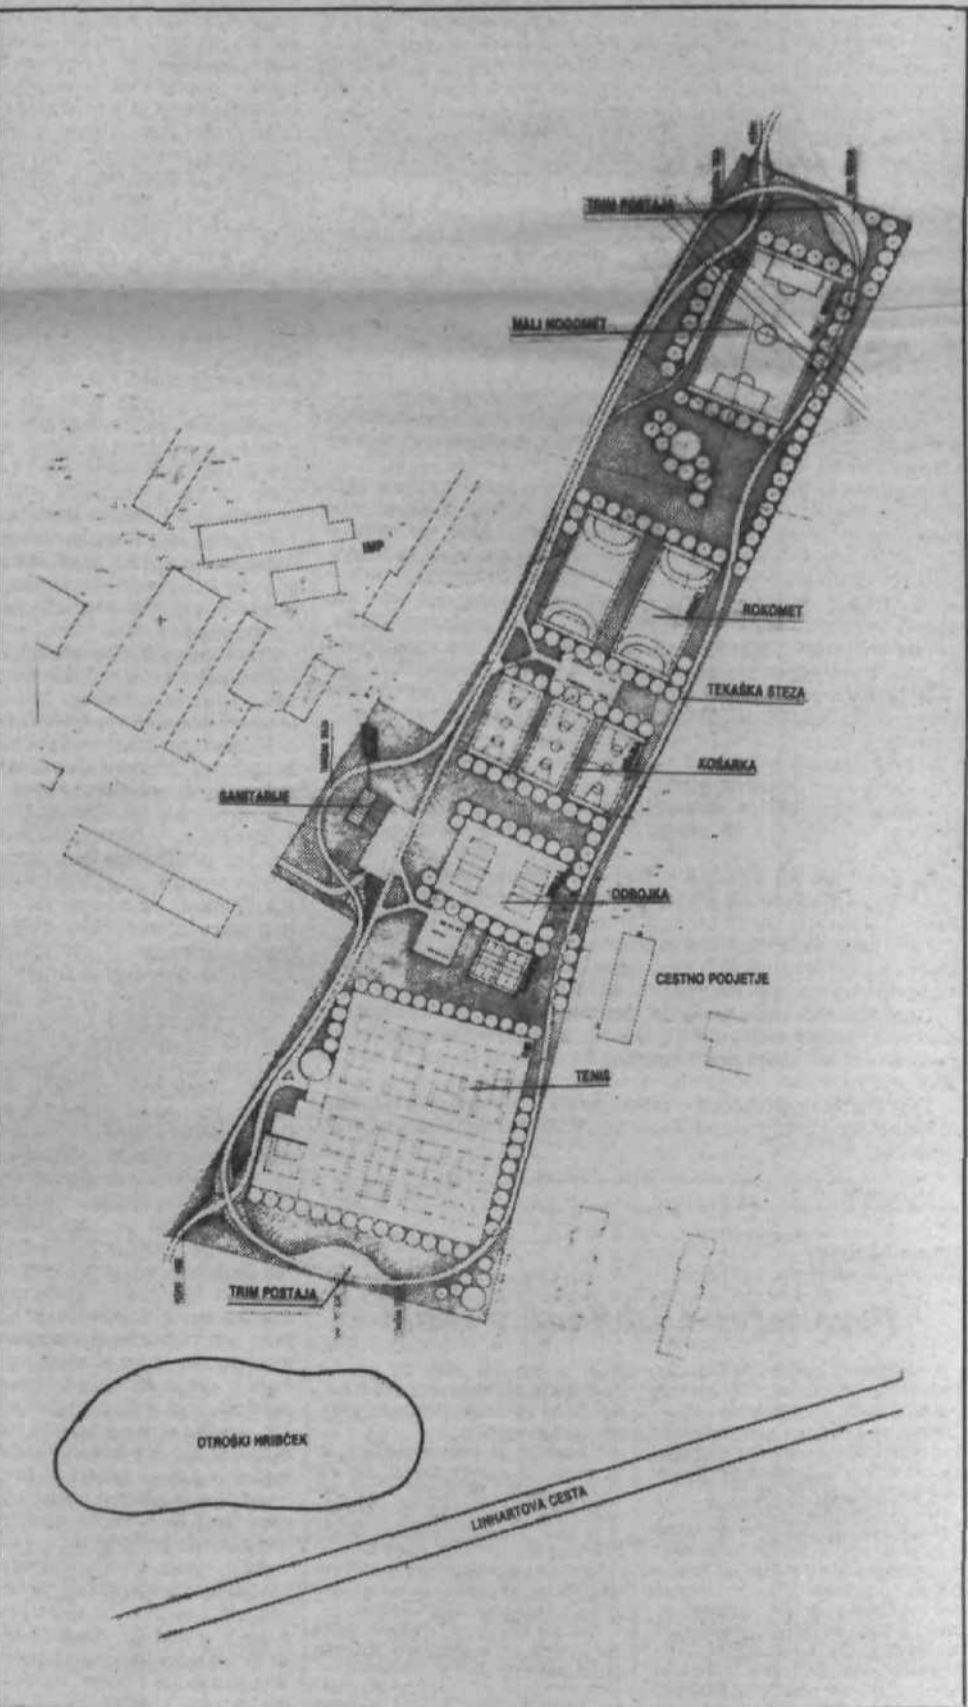 TRIM POSTAJA
MALI NOGOMET
IMP
ROKOMET
TEKAŠKA STEZA
KOŠARKA
SANITARIJE
ODBOJKA
CESTNO PODJETJE
TENIS
TRIM POSTAJA
OTROŠKI HRIBČEK
LINHARTOVA CESTA